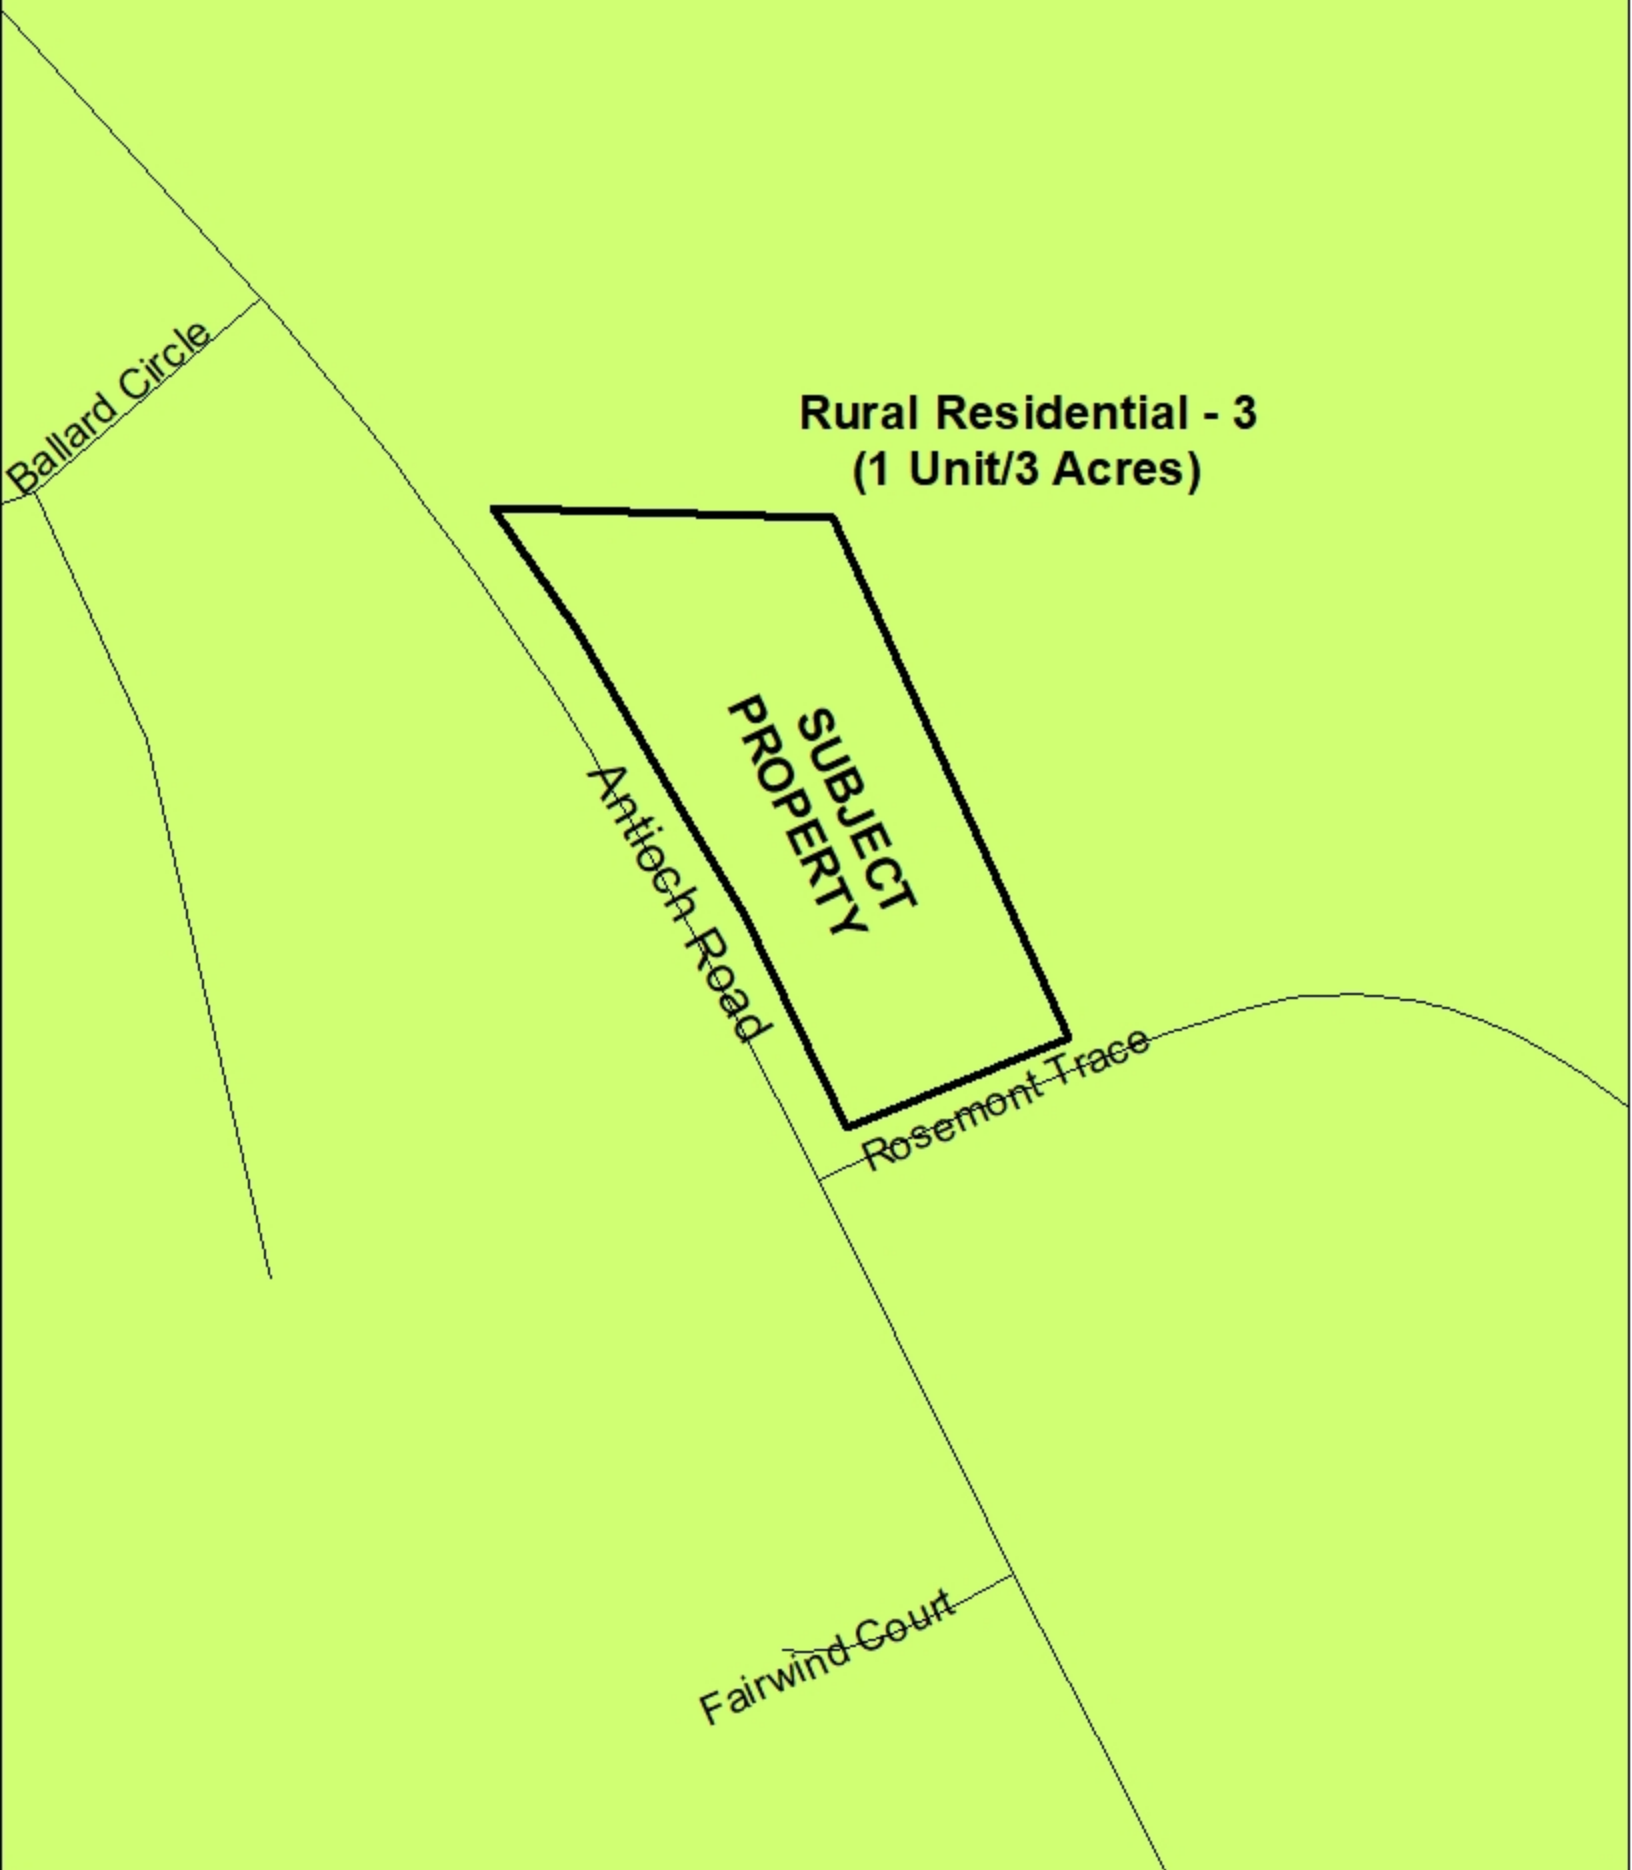 Ballard Circle
Rural Residential - 3
(1 Unit/3 Acres)
SUBJECT
PROPERTY
Antioch Road
Rosemont Trace
Fairwind Court